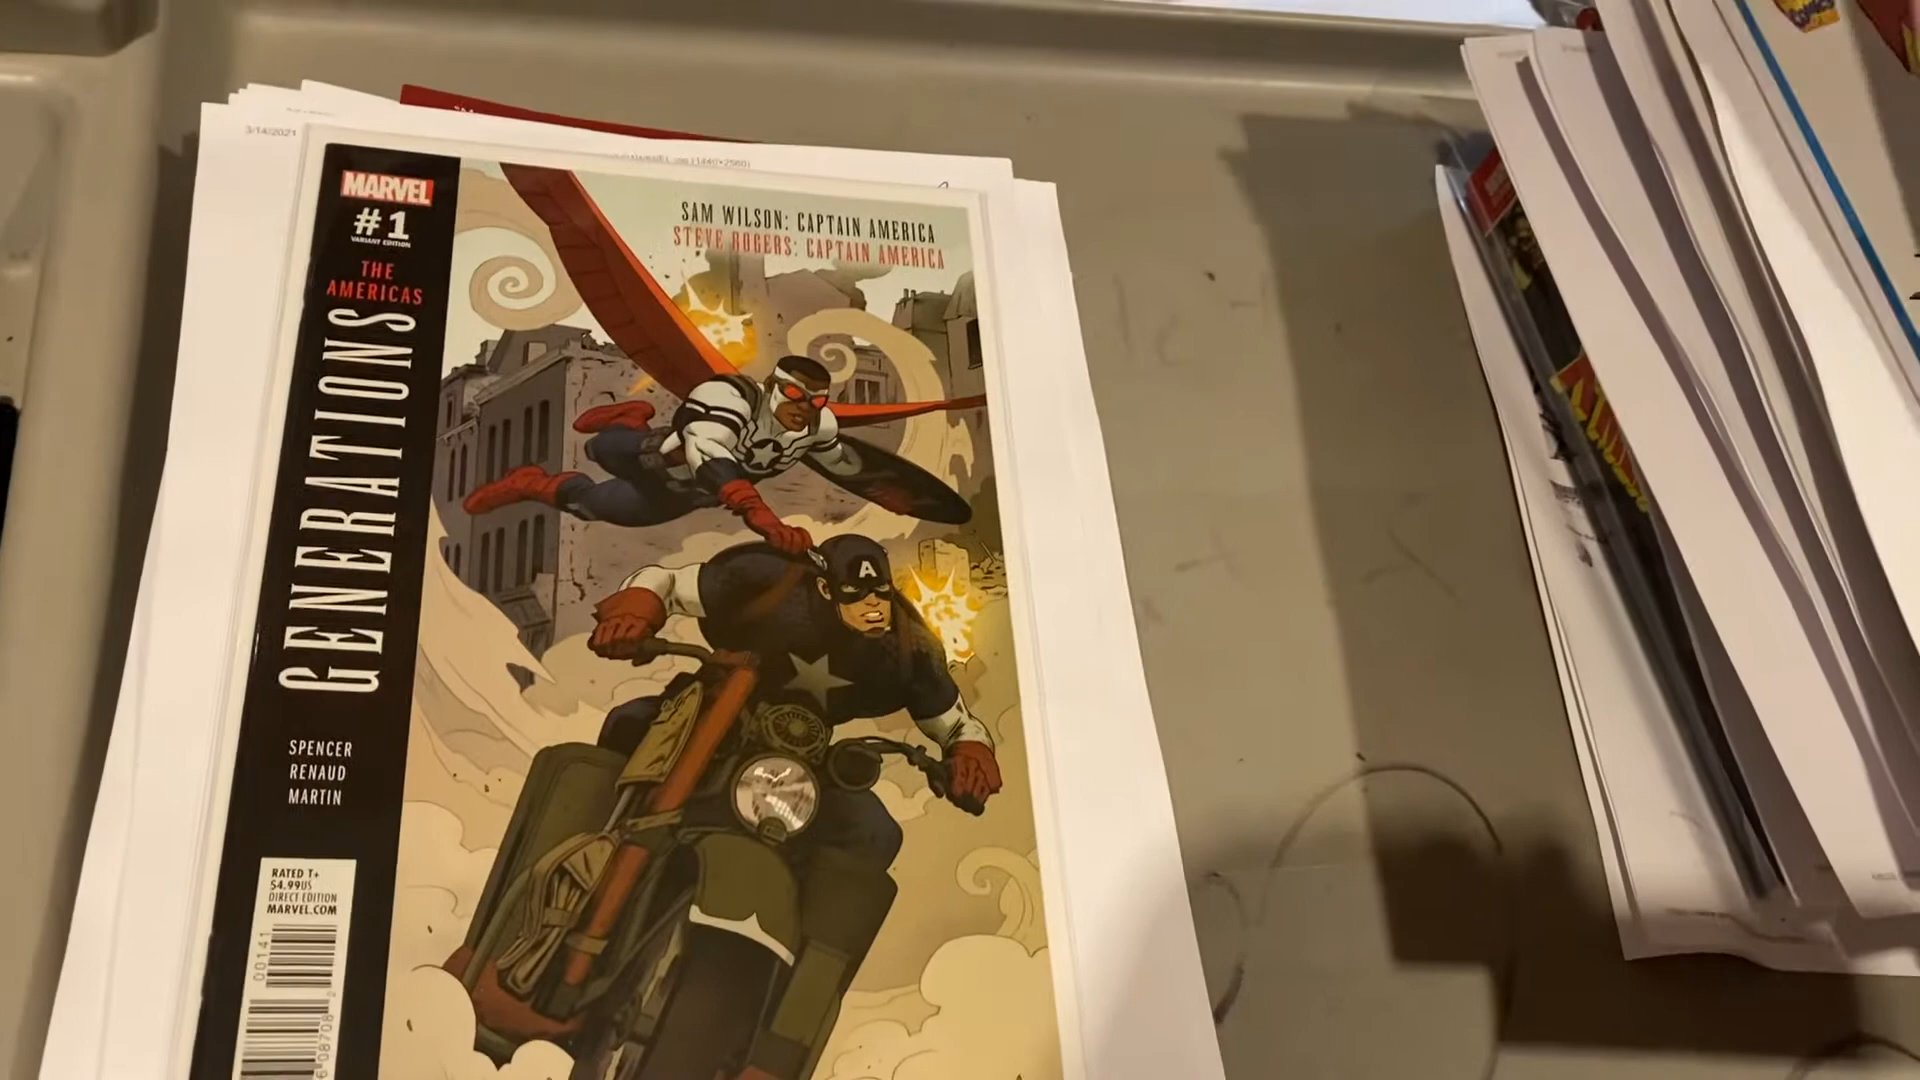 3/14/2021
MARVEL
#1
VARIANT EDITION
THE
AMERICAS
GENERATIONS
SAM WILSON: CAPTAIN AMERICA
STEVE ROGERS: CAPTAIN AMERICA
A
SPENCER
RENAUD
MARTIN
RATED T+
$4.99US
DIRECT EDITION
MARVEL.COM
00141